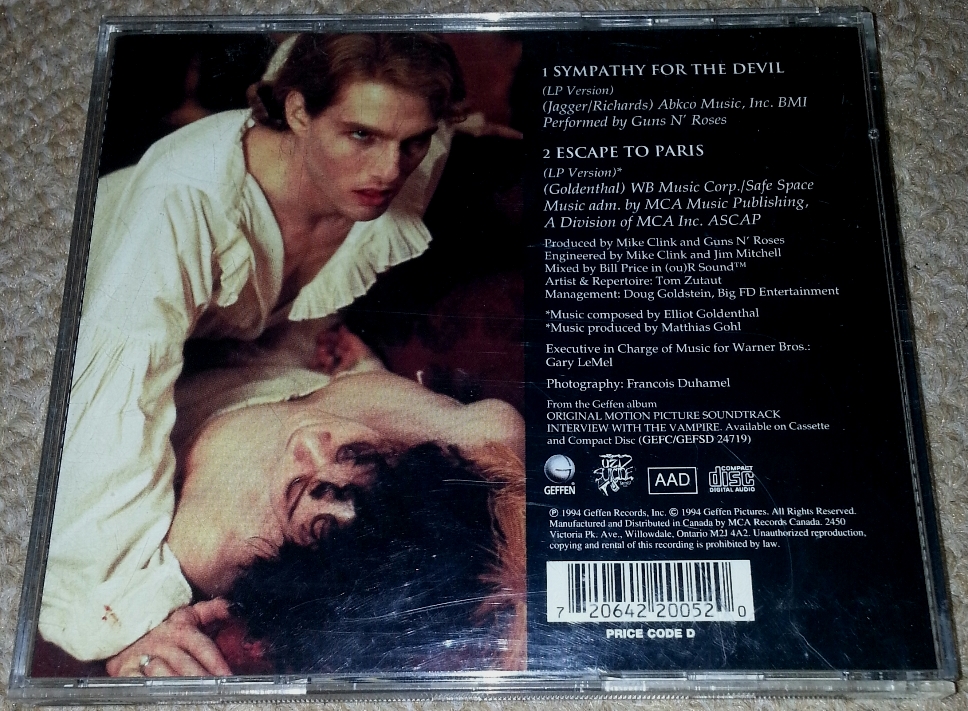 1 SYMPATHY FOR THE DEVIL
(LP Version)
(Jagger/Richards) Abkco Music, Inc. BMI
Performed by Guns N' Roses
2 ESCAPE TO PARIS
(LP Version)*
(Goldenthal) WB Music Corp./Safe Space
Music adm. by MCA Music Publishing,
A Division of MCA Inc. ASCAP
Produced by Mike Clink and Guns N' Roses
Engineered by Mike Clink and Jim Mitchell
Mixed by Bill Price in (ou)R Sound™
Artist & Repertoire: Tom Zutaut
Management: Doug Goldstein, Big FD Entertainment
*Music composed by Elliot Goldenthal
*Music produced by Matthias Gohl
Executive in Charge of Music for Warner Bros.:
Gary LeMel
Photography: Francois Duhamel
From the Geffen album
ORIGINAL MOTION PICTURE SOUNDTRACK
INTERVIEW WITH THE VAMPIRE. Available on Cassette
and Compact Disc (GEFC/GEFSD 24719)
GEFFEN
UZI
SUICIDE
AAD
COMPACT
disc
DIGITAL AUDIO
℗ 1994 Geffen Records, Inc. © 1994 Geffen Pictures. All Rights Reserved.
Manufactured and Distributed in Canada by MCA Records Canada. 2450
Victoria Pk. Ave., Willowdale, Ontario M2J 4A2. Unauthorized reproduction,
copying and rental of this recording is prohibited by law.
7 20642 20052 0
PRICE CODE D